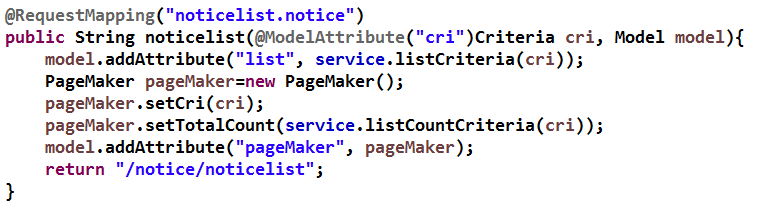 @RequestMapping("noticelist.notice")
public String noticelist(@ModelAttribute("cri")Criteria cri, Model model){
    model.addAttribute("list", service.listCriteria(cri));
    PageMaker pageMaker=new PageMaker();
    pageMaker.setCri(cri);
    pageMaker.setTotalCount(service.listCountCriteria(cri));
    model.addAttribute("pageMaker", pageMaker);
    return "/notice/noticelist";
}